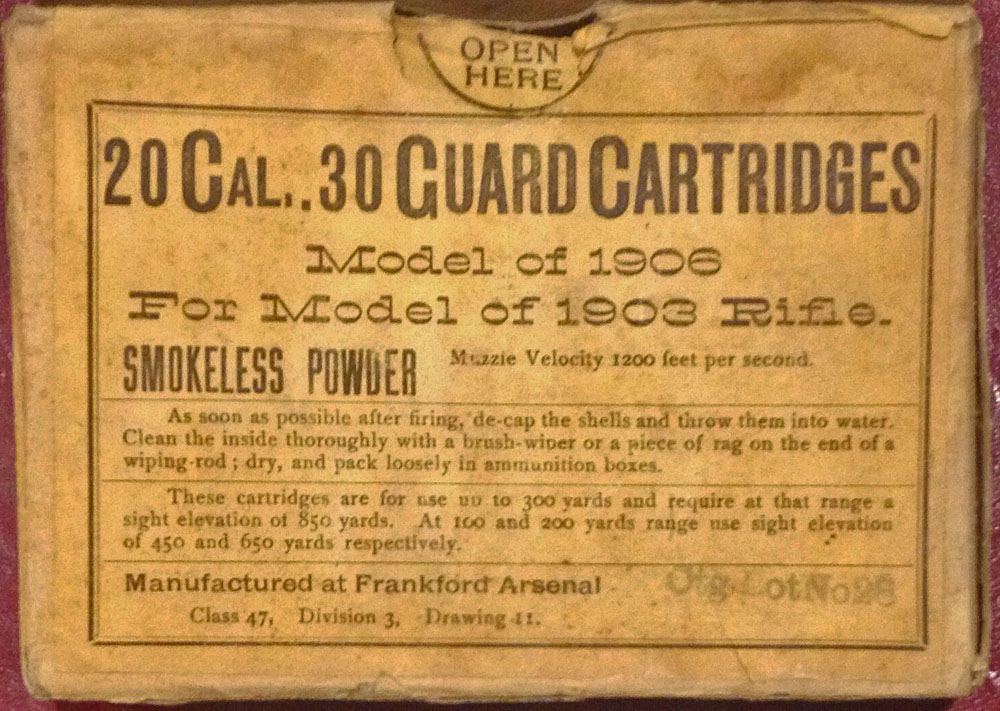 OPEN
HERE
20 CAL. .30 GUARD CARTRIDGES
Model of 1906
For Model of 1903 Rifle.
SMOKELESS POWDER
Muzzle Velocity 1200 feet per second.
As soon as possible after firing, de-cap the shells and throw them into water.
Clean the inside thoroughly with a brush-wiper or a piece of rag on the end of a
wiping-rod; dry, and pack loosely in ammunition boxes.
These cartridges are for use up to 300 yards and require at that range a
sight elevation of 850 yards. At 100 and 200 yards range use sight elevation
of 450 and 650 yards respectively.
Manufactured at Frankford Arsenal
Lot No 26
Class 47, Division 3, Drawing 11.